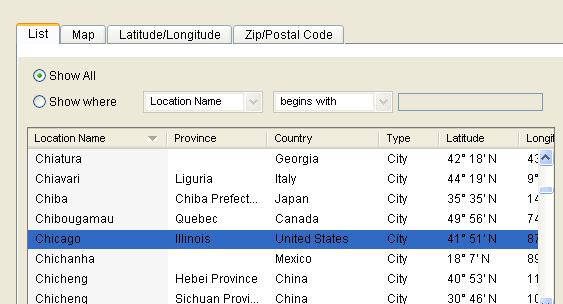 List Map Latitude/Longitude Zip/Postal Code
Show All
Show where Location Name begins with
Location Name Province Country Type Latitude
Chiatura Georgia City 42° 18' N 43
Chiavari Liguria Italy City 44° 19' N 9°
Chiba Chiba Prefect... Japan City 35° 35' N 14
Chibougamau Quebec Canada City 49° 56' N 74
Chicago Illinois United States City 41° 51' N 87
Chichanha Mexico City 18° 7' N 89
Chicheng Hebei Province China City 40° 53' N 11
Chicheng Sichuan Provi... China City 30° 46' N 10